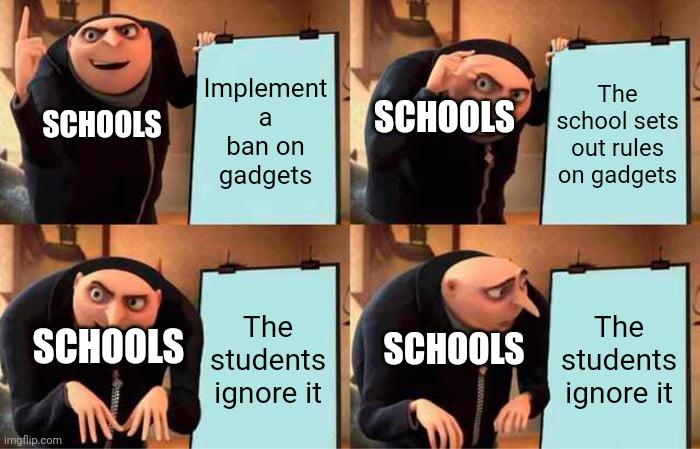 SCHOOLS
Implement
a
ban on
gadgets
SCHOOLS
The
school sets
out rules
on gadgets
SCHOOLS
The
students
ignore it
SCHOOLS
The
students
ignore it
imgflip.com